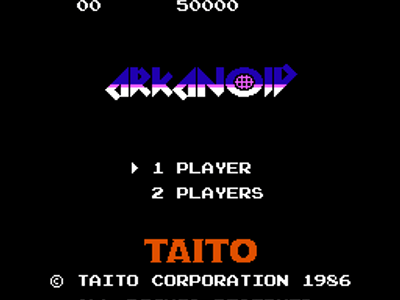 00 50000
ARKANOID
1 PLAYER
2 PLAYERS
TAITO
© TAITO CORPORATION 1986